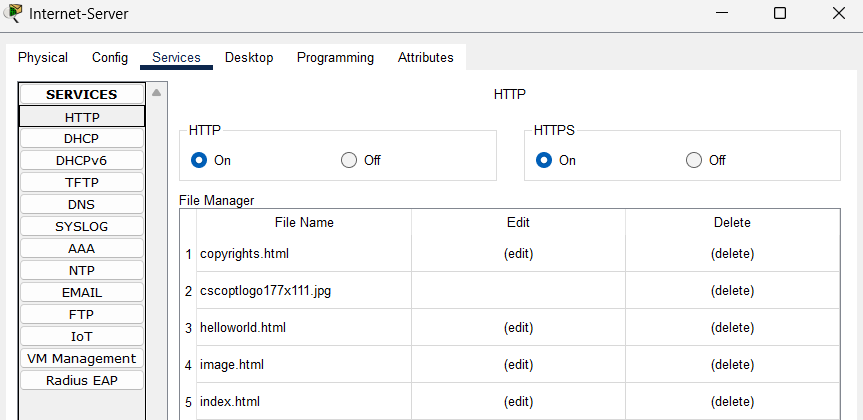 Internet-Server
Physical Config Services Desktop Programming Attributes
SERVICES
HTTP
DHCP
DHCPv6
TFTP
DNS
SYSLOG
AAA
NTP
EMAIL
FTP
IoT
VM Management
Radius EAP
HTTP
HTTP
On Off
HTTPS
On Off
File Manager
File Name Edit Delete
1 copyrights.html (edit) (delete)
2 cscoptlogo177x111.jpg (delete)
3 helloworld.html (edit) (delete)
4 image.html (edit) (delete)
5 index.html (edit) (delete)